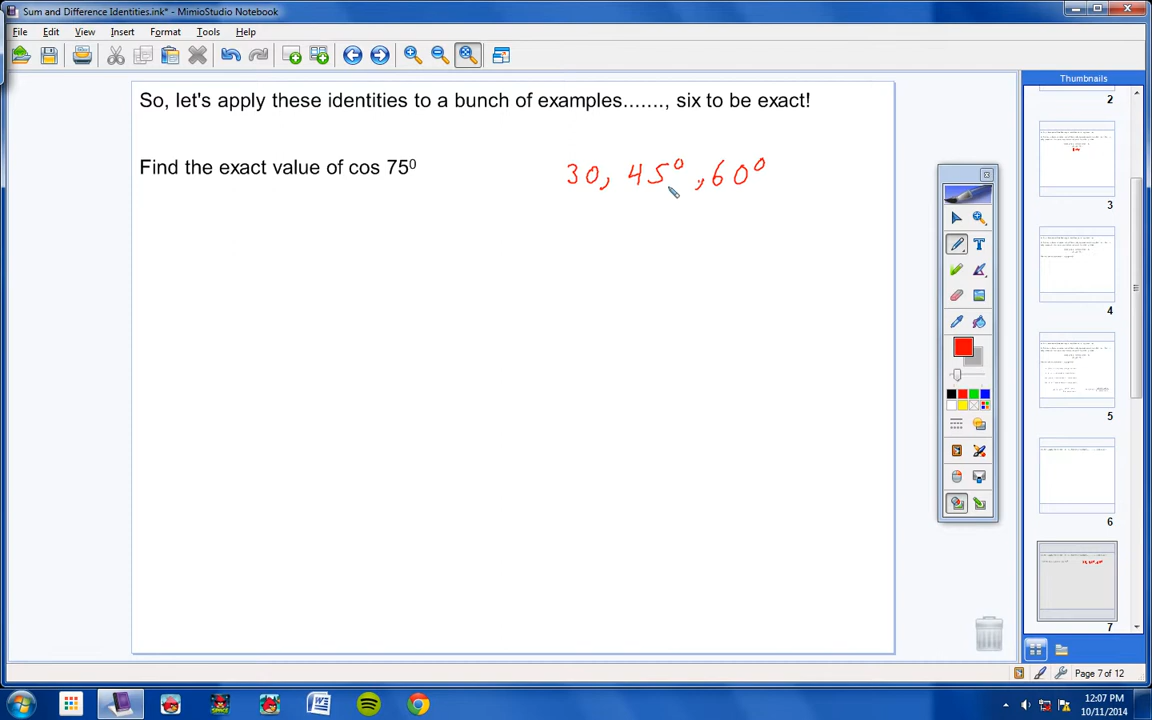 Sum and Difference Identities.ink* - MimioStudio Notebook
File Edit View Insert Format Tools Help
Thumbnails
So, let's apply these identities to a bunch of examples......., six to be exact!
Find the exact value of cos 75⁰
30, 45⁰, 60⁰
T
2
3
4
5
6
7
Page 7 of 12
12:07 PM
10/11/2014